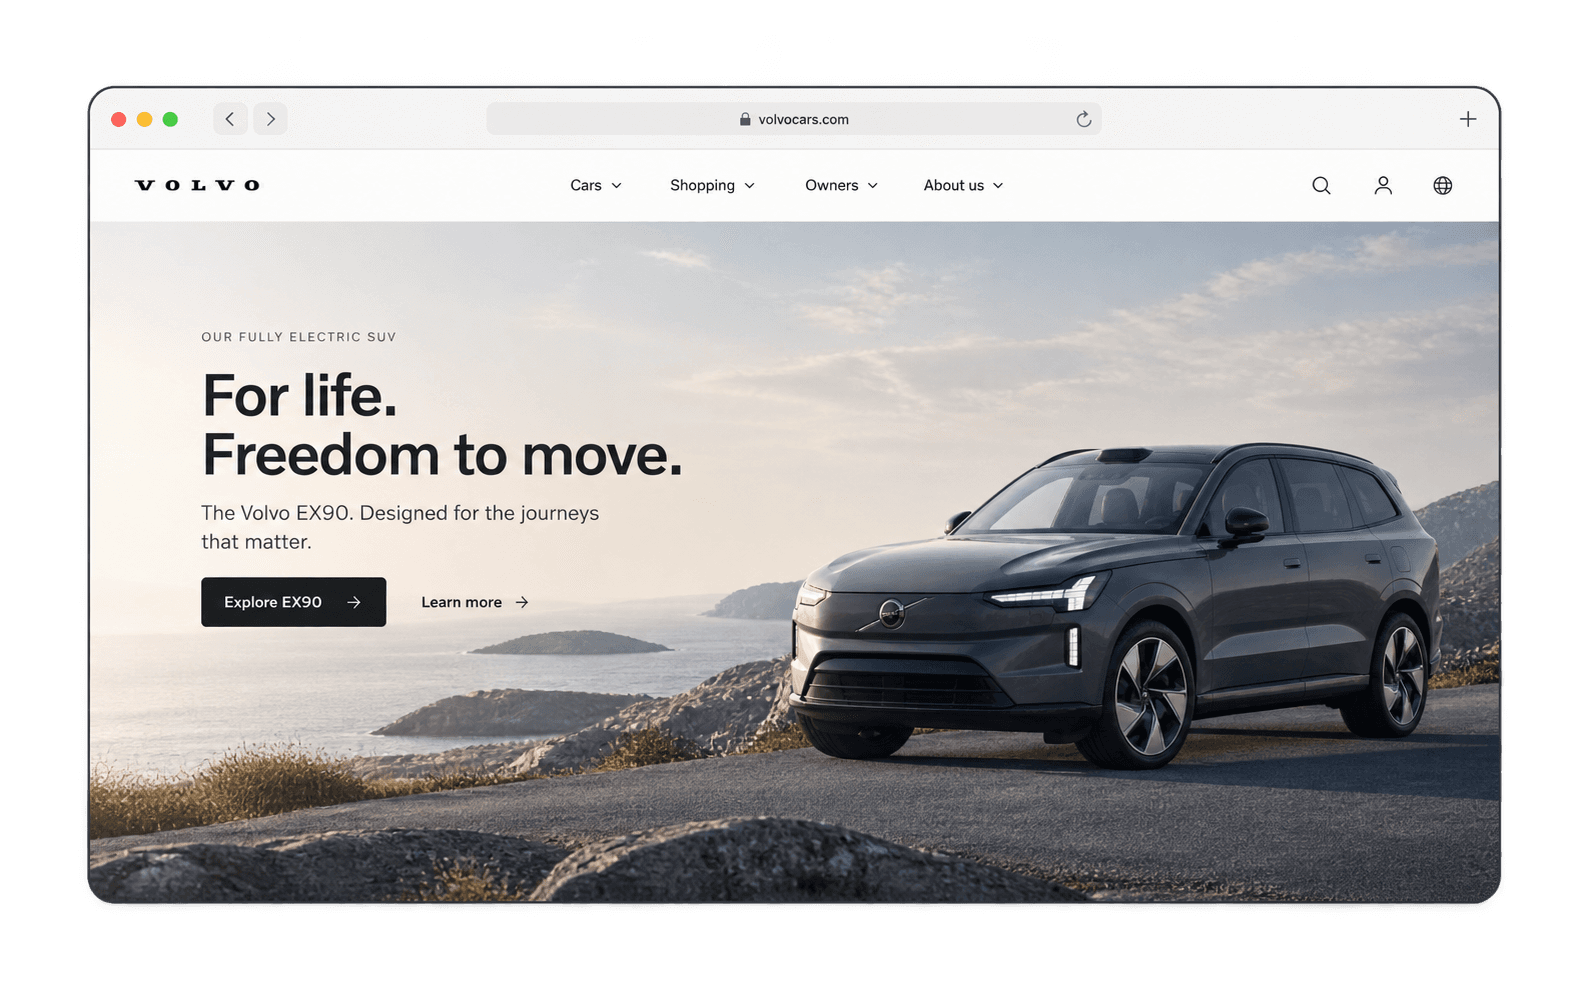 volvocars.com
VOLVO
Cars
Shopping
Owners
About us
OUR FULLY ELECTRIC SUV
For life.
Freedom to move.
The Volvo EX90. Designed for the journeys
that matter.
Explore EX90
Learn more